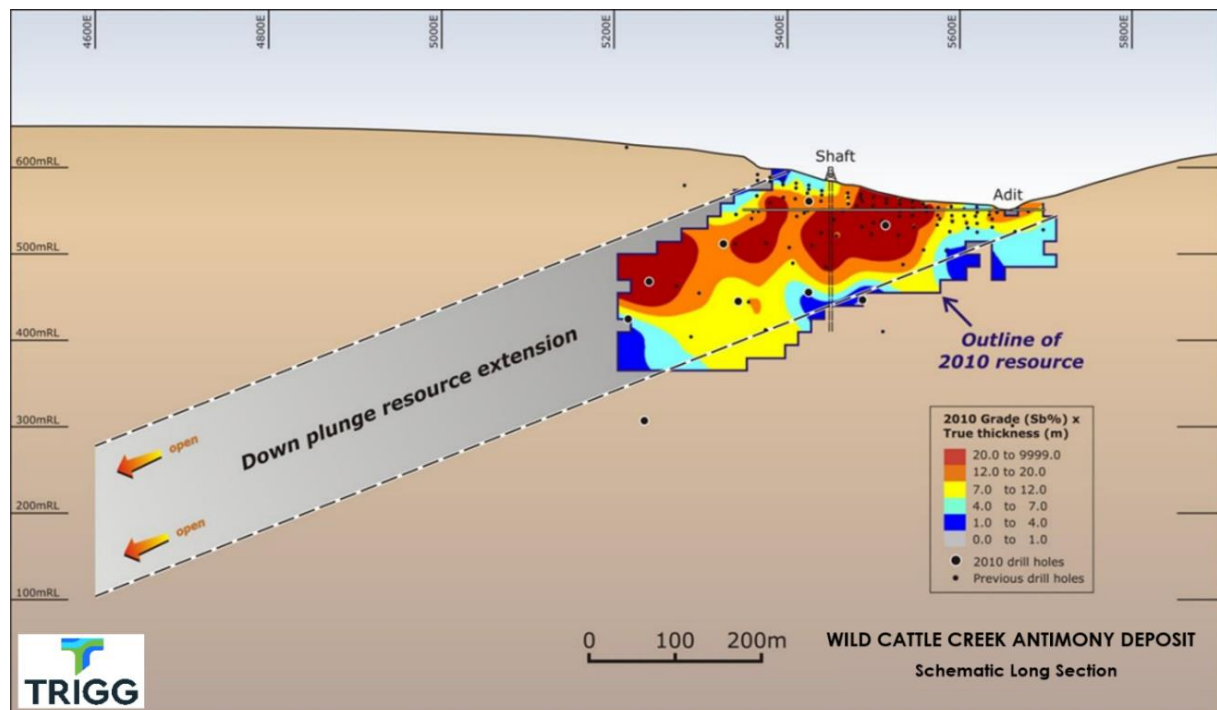 4600E
4800E
5000E
5200E
5400E
5600E
5800E
Shaft
Adit
600mRL
500mRL
400mRL
300mRL
200mRL
100mRL
Down plunge resource extension
open
open
Outline of
2010 resource
2010 Grade (Sb%) x
True thickness (m)
20.0 to 9999.0
12.0 to 20.0
7.0 to 12.0
4.0 to 7.0
1.0 to 4.0
0.0 to 1.0
2010 drill holes
Previous drill holes
0 100 200m
WILD CATTLE CREEK ANTIMONY DEPOSIT
Schematic Long Section
TRIGG